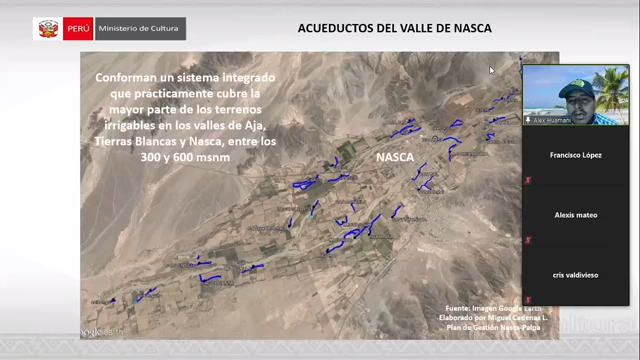 PERÚ
Ministerio de Cultura
ACUEDUCTOS DEL VALLE DE NASCA
Conforman un sistema integrado
que prácticamente cubre la
mayor parte de los terrenos
irrigables en los valles de Aja,
Tierras Blancas y Nasca, entre los
300 y 600 msnm
NASCA
Alex Huamaní
Francisco López
Alexis mateo
cris valdivieso
Fuente: Imagen Google Earth
Elaborado por Miguel Cadenas L.
Plan de Gestión Nasca-Palpa
Google earth